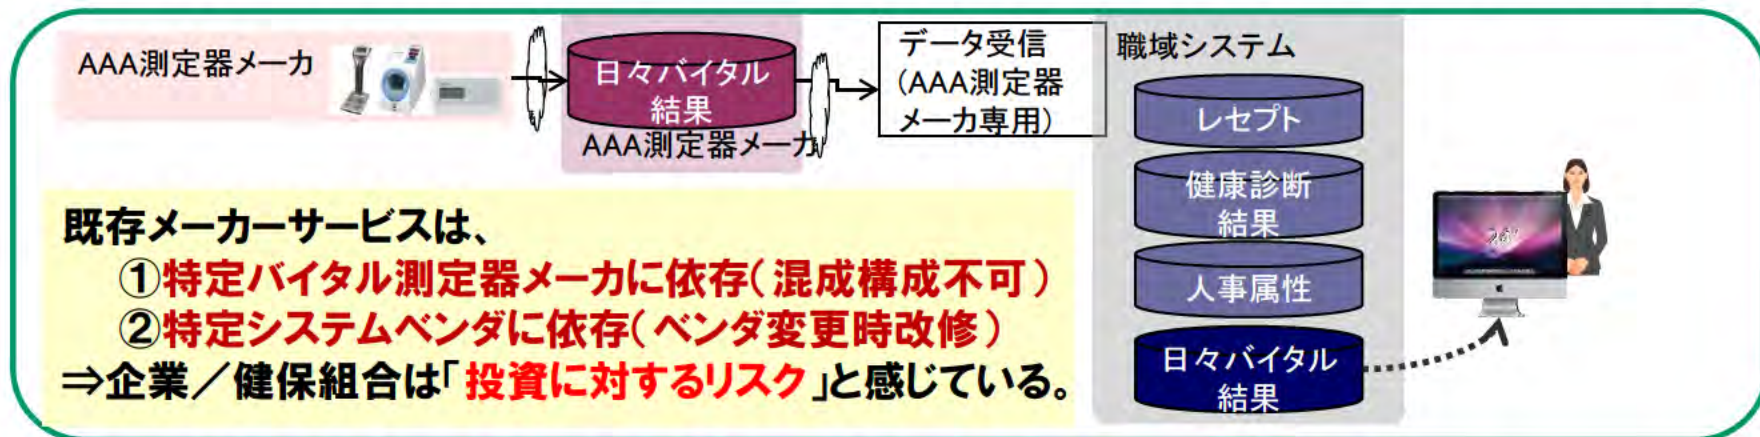 AAA測定器メーカ
日々バイタル
結果
AAA測定器メーカ
データ受信
(AAA測定器
メーカ専用)
職域システム
レセプト
健康診断
結果
人事属性
日々バイタル
結果
既存メーカーサービスは、
①特定バイタル測定器メーカに依存(混成構成不可)
②特定システムベンダに依存(ベンダ変更時改修)
⇒企業／健保組合は「投資に対するリスク」と感じている。